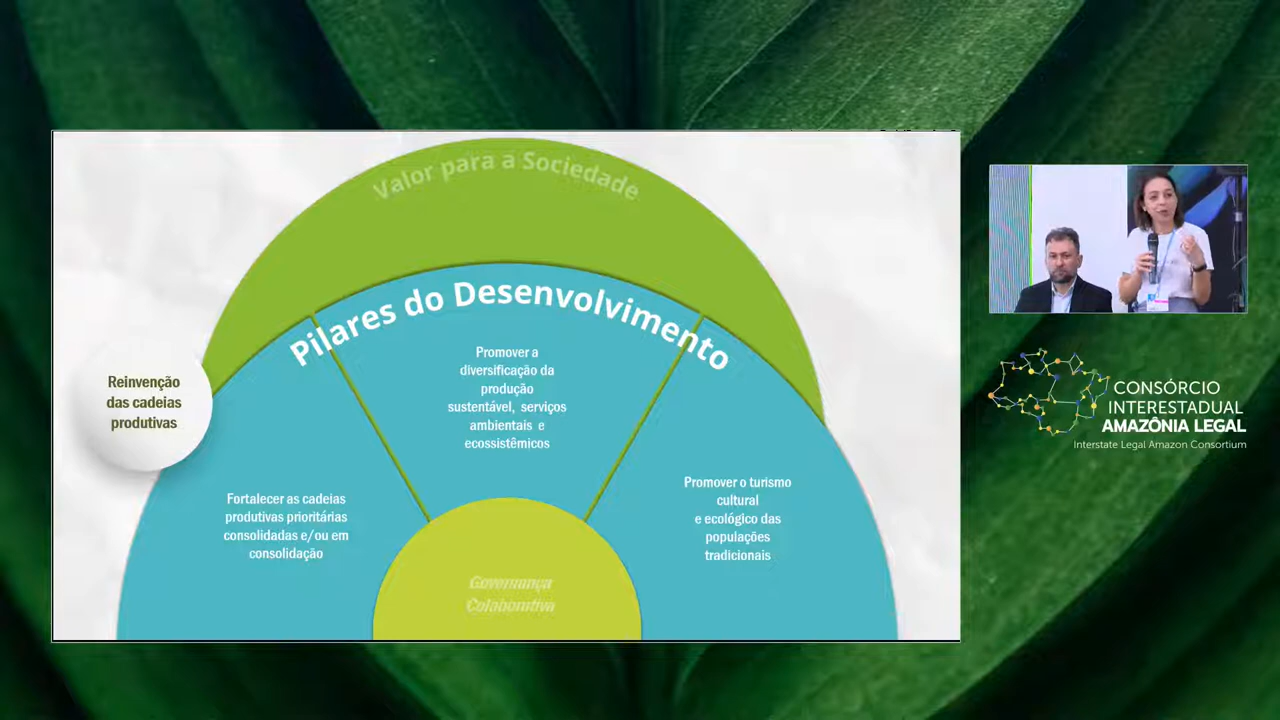 Valor para a Sociedade
Pilares do Desenvolvimento
Reinvenção
das cadeias
produtivas
Fortalecer as cadeias
produtivas prioritárias
consolidadas e/ou em
consolidação
Promover a
diversificação da
produção
sustentável, serviços
ambientais e
ecossistêmicos
Promover o turismo
cultural
e ecológico das
populações
tradicionais
Governança
Colaborativa
CONSÓRCIO
INTERESTADUAL
AMAZÔNIA LEGAL
Interstate Legal Amazon Consortium